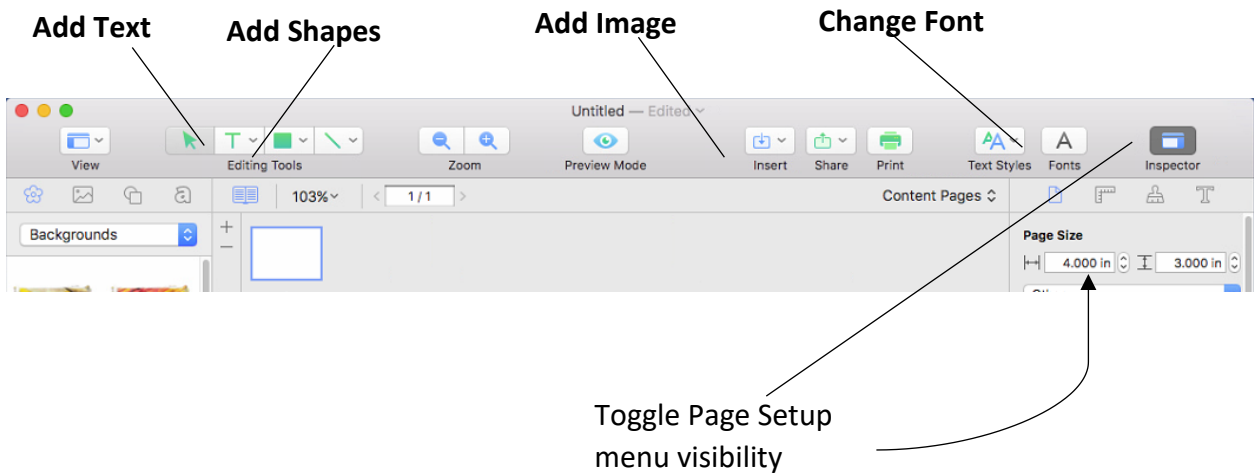 Add Text
Add Shapes
Add Image
Change Font
Untitled — Edited
T
A A
A
View
Editing Tools
Zoom
Preview Mode
Insert
Share
Print
Text Styles
Fonts
Inspector
a
103%
1 / 1
Content Pages
T
Backgrounds
+
−
Page Size
4.000 in
3.000 in
Toggle Page Setup
menu visibility